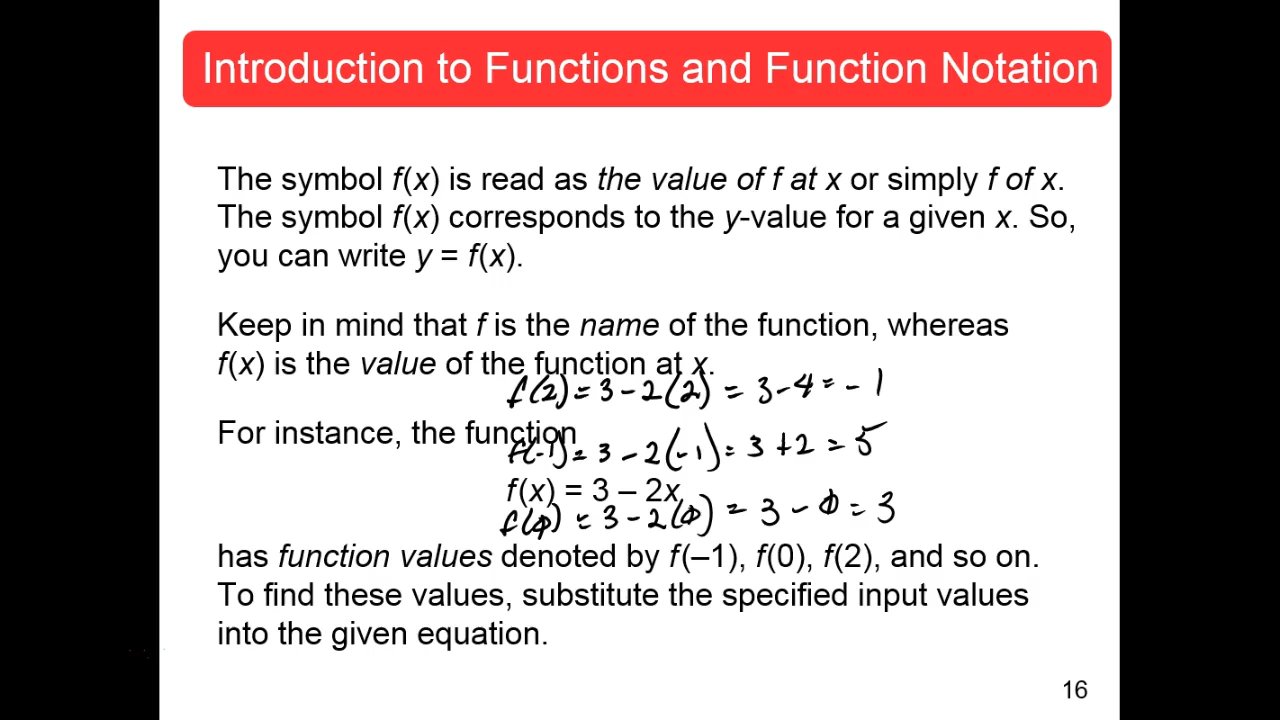 Introduction to Functions and Function Notation
The symbol f(x) is read as the value of f at x or simply f of x.
The symbol f(x) corresponds to the y-value for a given x. So,
you can write y = f(x).
Keep in mind that f is the name of the function, whereas
f(x) is the value of the function at x.
f(2) = 3 - 2(2) = 3 - 4 = - 1
For instance, the function
f(-1) = 3 - 2(-1) = 3 + 2 = 5
f(x) = 3 – 2x
f(0) = 3 - 2(0) = 3 - 0 = 3
has function values denoted by f(–1), f(0), f(2), and so on.
To find these values, substitute the specified input values
into the given equation.
16